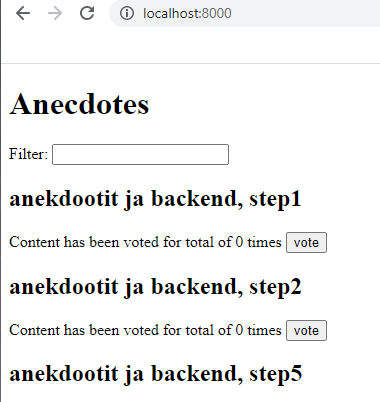 localhost:8000
Anecdotes
Filter:
anekdootit ja backend, step1
Content has been voted for total of 0 times vote
anekdootit ja backend, step2
Content has been voted for total of 0 times vote
anekdootit ja backend, step5